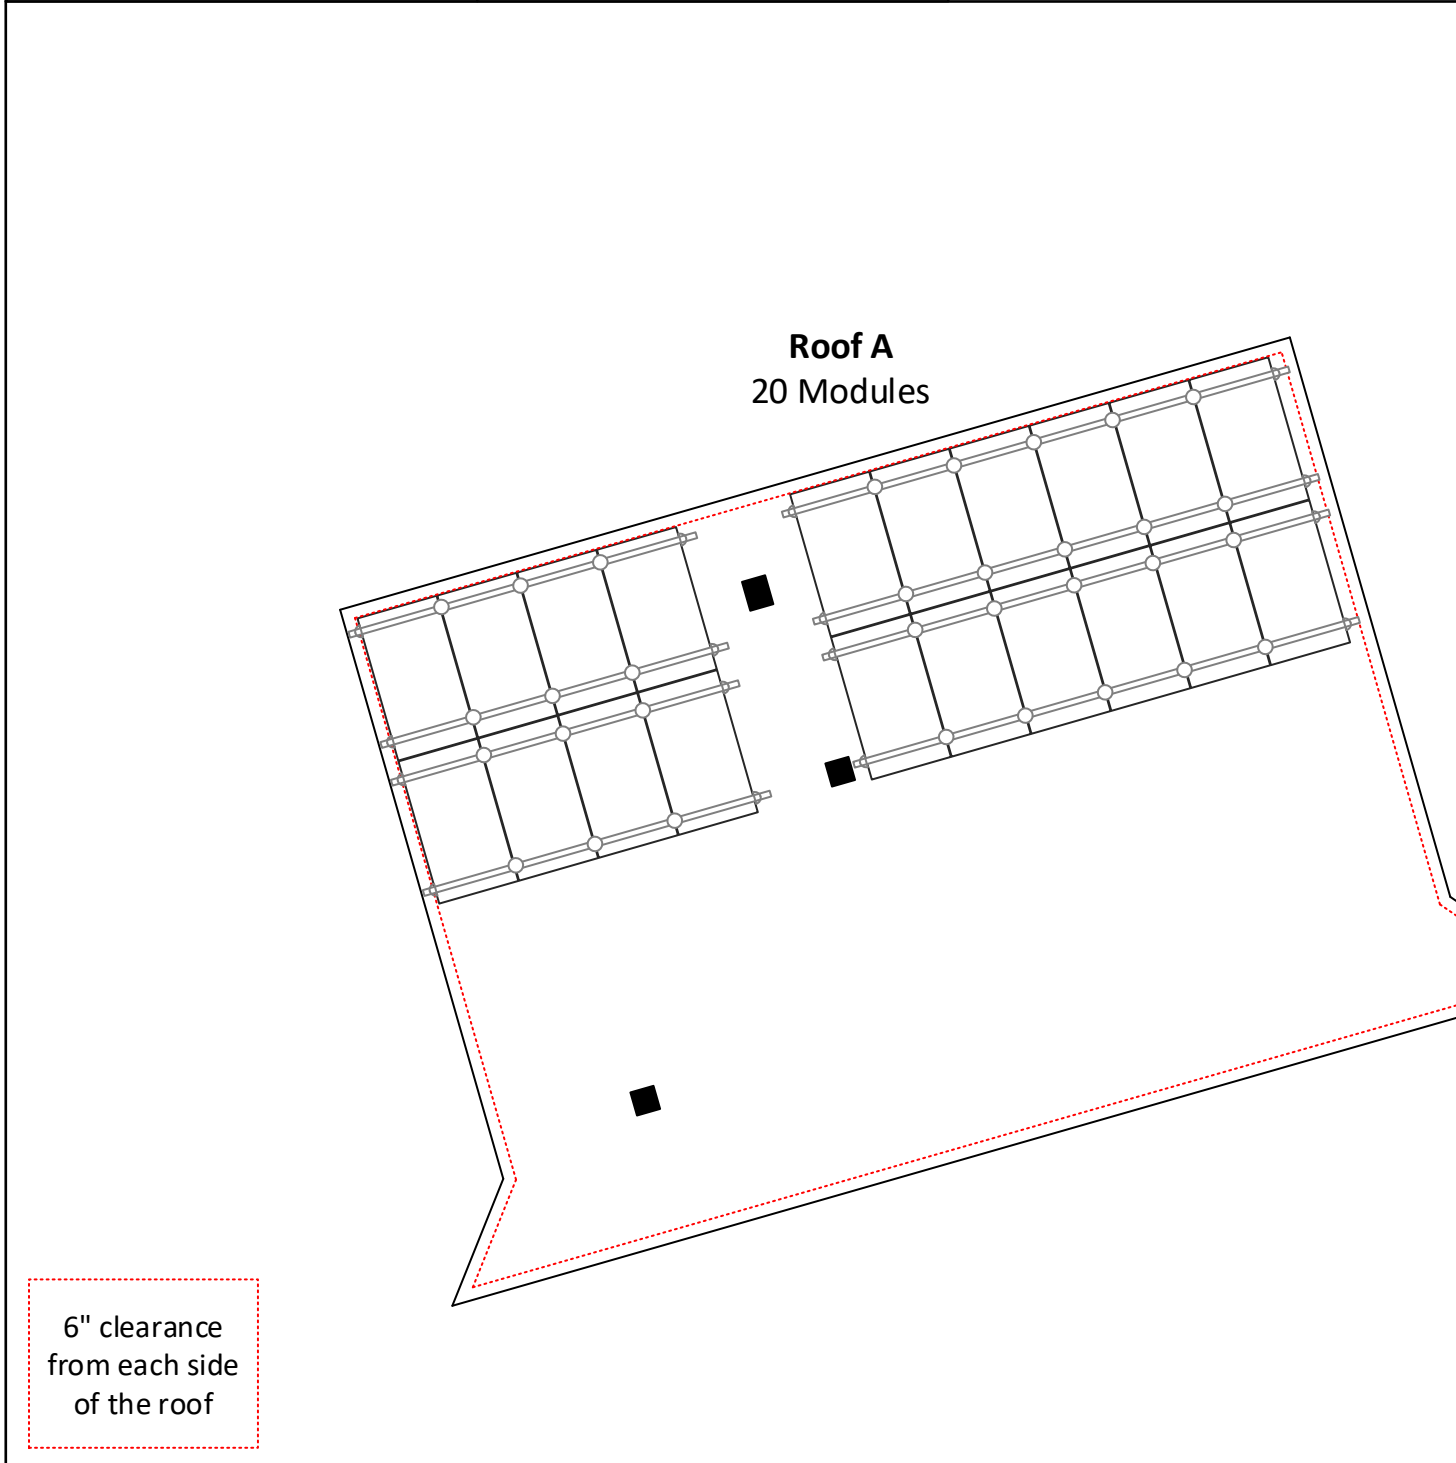 Roof A
20 Modules
6" clearance
from each side
of the roof